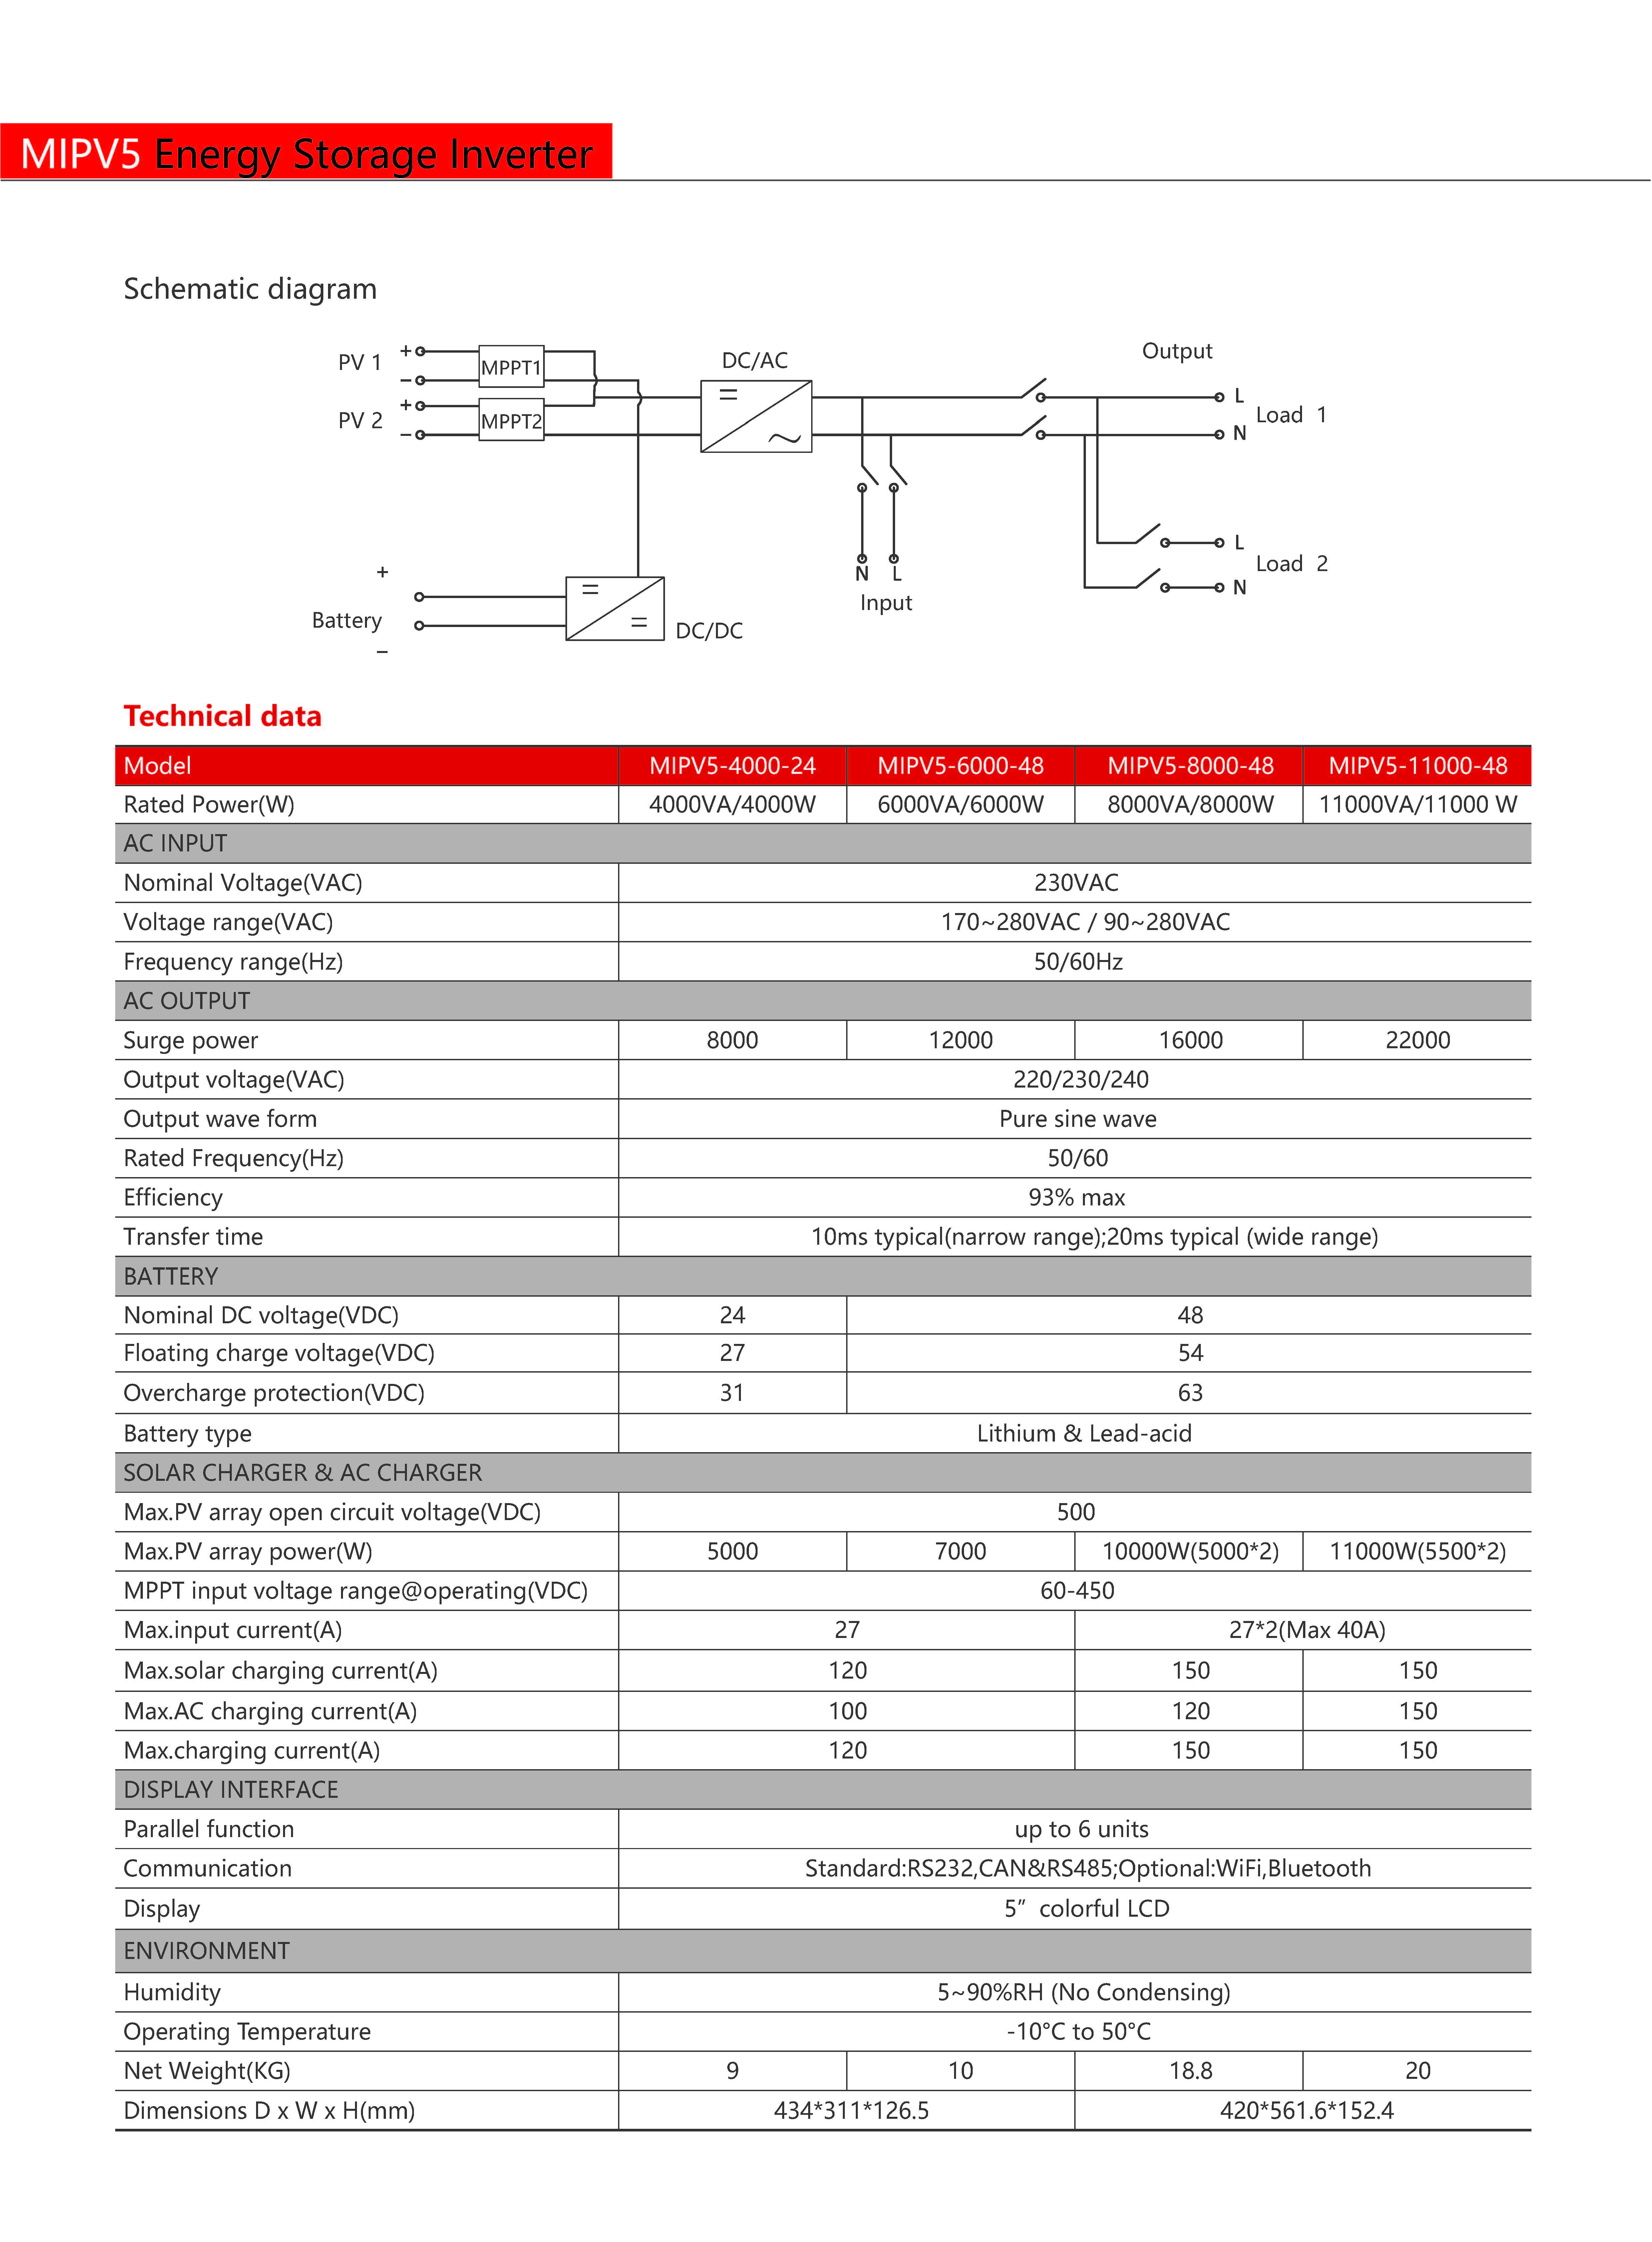 MIPV5 Energy Storage Inverter
Schematic diagram
PV 1 + − MPPT1
PV 2 + − MPPT2
DC/AC
Output
L
N
Load 1
L
N
Load 2
N L
Input
+
Battery
−
DC/DC
Technical data
Model MIPV5-4000-24 MIPV5-6000-48 MIPV5-8000-48 MIPV5-11000-48
Rated Power(W) 4000VA/4000W 6000VA/6000W 8000VA/8000W 11000VA/11000 W
AC INPUT
Nominal Voltage(VAC) 230VAC
Voltage range(VAC) 170~280VAC / 90~280VAC
Frequency range(Hz) 50/60Hz
AC OUTPUT
Surge power 8000 12000 16000 22000
Output voltage(VAC) 220/230/240
Output wave form Pure sine wave
Rated Frequency(Hz) 50/60
Efficiency 93% max
Transfer time 10ms typical(narrow range);20ms typical (wide range)
BATTERY
Nominal DC voltage(VDC) 24 48
Floating charge voltage(VDC) 27 54
Overcharge protection(VDC) 31 63
Battery type Lithium & Lead-acid
SOLAR CHARGER & AC CHARGER
Max.PV array open circuit voltage(VDC) 500
Max.PV array power(W) 5000 7000 10000W(5000*2) 11000W(5500*2)
MPPT input voltage range@operating(VDC) 60-450
Max.input current(A) 27 27*2(Max 40A)
Max.solar charging current(A) 120 150 150
Max.AC charging current(A) 100 120 150
Max.charging current(A) 120 150 150
DISPLAY INTERFACE
Parallel function up to 6 units
Communication Standard:RS232,CAN&RS485;Optional:WiFi,Bluetooth
Display 5” colorful LCD
ENVIRONMENT
Humidity 5~90%RH (No Condensing)
Operating Temperature -10°C to 50°C
Net Weight(KG) 9 10 18.8 20
Dimensions D x W x H(mm) 434*311*126.5 420*561.6*152.4